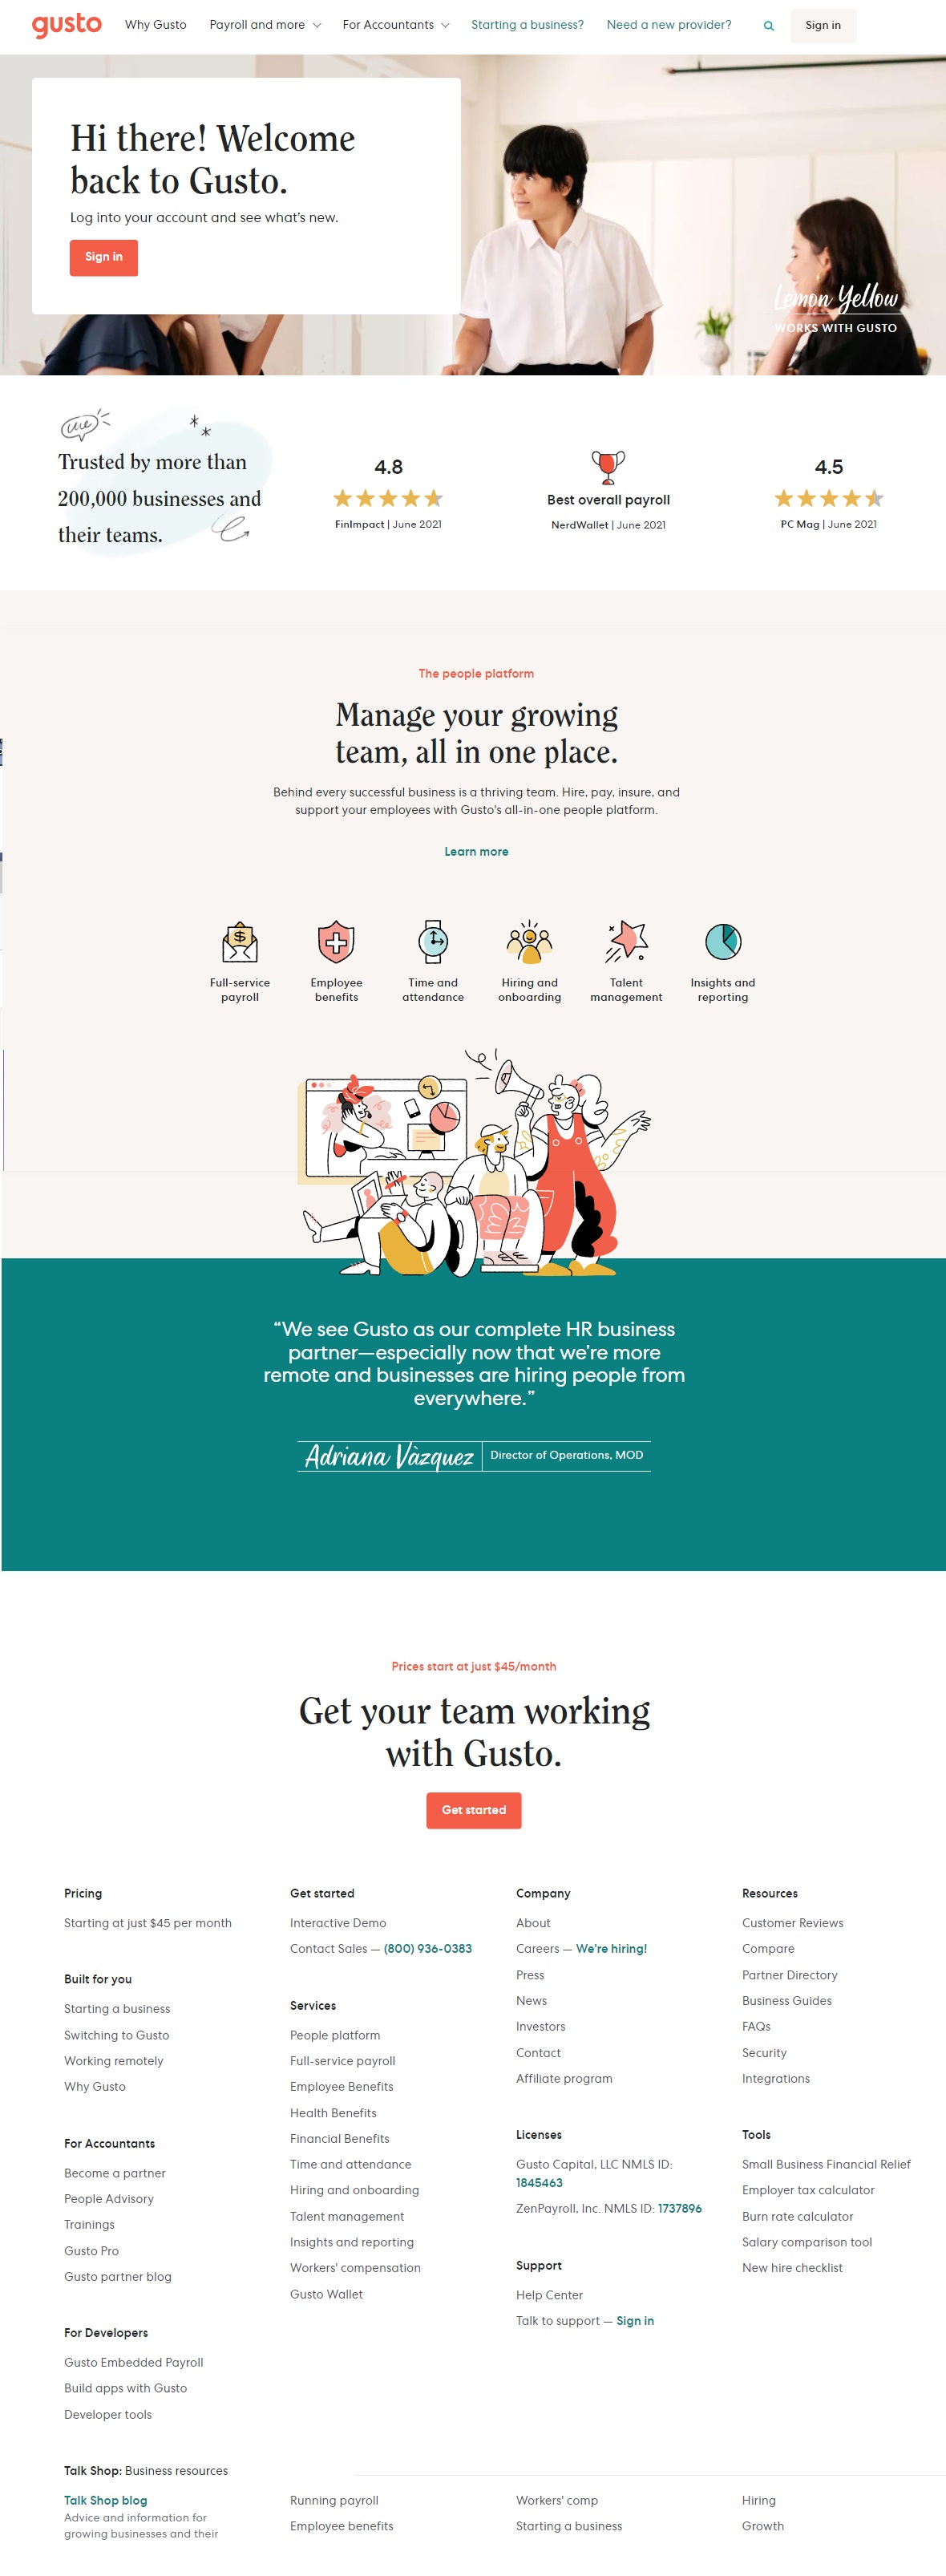 gusto
Why Gusto
Payroll and more
For Accountants
Starting a business?
Need a new provider?
Sign in
Hi there! Welcome
back to Gusto.
Log into your account and see what's new.
Sign in
Lemon Yellow
WORKS WITH GUSTO
Trusted by more than
200,000 businesses and
their teams.
4.8
FinImpact | June 2021
Best overall payroll
NerdWallet | June 2021
4.5
PC Mag | June 2021
The people platform
Manage your growing
team, all in one place.
Behind every successful business is a thriving team. Hire, pay, insure, and
support your employees with Gusto's all-in-one people platform.
Learn more
Full-service
payroll
Employee
benefits
Time and
attendance
Hiring and
onboarding
Talent
management
Insights and
reporting
“We see Gusto as our complete HR business
partner—especially now that we're more
remote and businesses are hiring people from
everywhere.”
Adriana Vàzquez
Director of Operations, MOD
Prices start at just $45/month
Get your team working
with Gusto.
Get started
Pricing
Starting at just $45 per month
Built for you
Starting a business
Switching to Gusto
Working remotely
Why Gusto
For Accountants
Become a partner
People Advisory
Trainings
Gusto Pro
Gusto partner blog
For Developers
Gusto Embedded Payroll
Build apps with Gusto
Developer tools
Get started
Interactive Demo
Contact Sales — (800) 936-0383
Services
People platform
Full-service payroll
Employee Benefits
Health Benefits
Financial Benefits
Time and attendance
Hiring and onboarding
Talent management
Insights and reporting
Workers' compensation
Gusto Wallet
Company
About
Careers — We're hiring!
Press
News
Investors
Contact
Affiliate program
Licenses
Gusto Capital, LLC NMLS ID:
1845463
ZenPayroll, Inc. NMLS ID: 1737896
Support
Help Center
Talk to support — Sign in
Resources
Customer Reviews
Compare
Partner Directory
Business Guides
FAQs
Security
Integrations
Tools
Small Business Financial Relief
Employer tax calculator
Burn rate calculator
Salary comparison tool
New hire checklist
Talk Shop: Business resources
Talk Shop blog
Advice and information for
growing businesses and their
Running payroll
Employee benefits
Workers' comp
Starting a business
Hiring
Growth